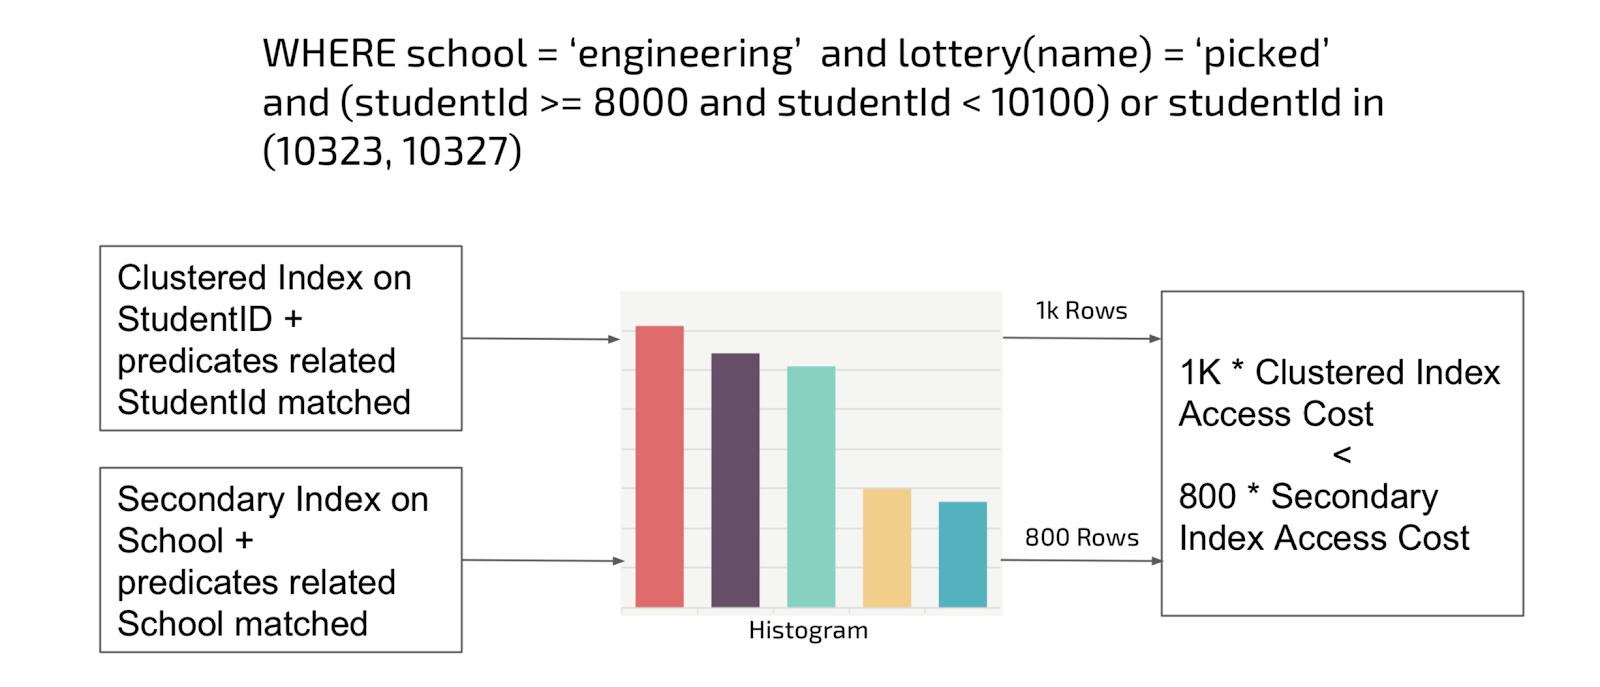 WHERE school = ‘engineering’ and lottery(name) = ‘picked’
and (studentId >= 8000 and studentId < 10100) or studentId in
(10323, 10327)
Clustered Index on
StudentID +
predicates related
StudentId matched
Secondary Index on
School +
predicates related
School matched
Histogram
1k Rows
800 Rows
1K * Clustered Index
Access Cost
<
800 * Secondary
Index Access Cost